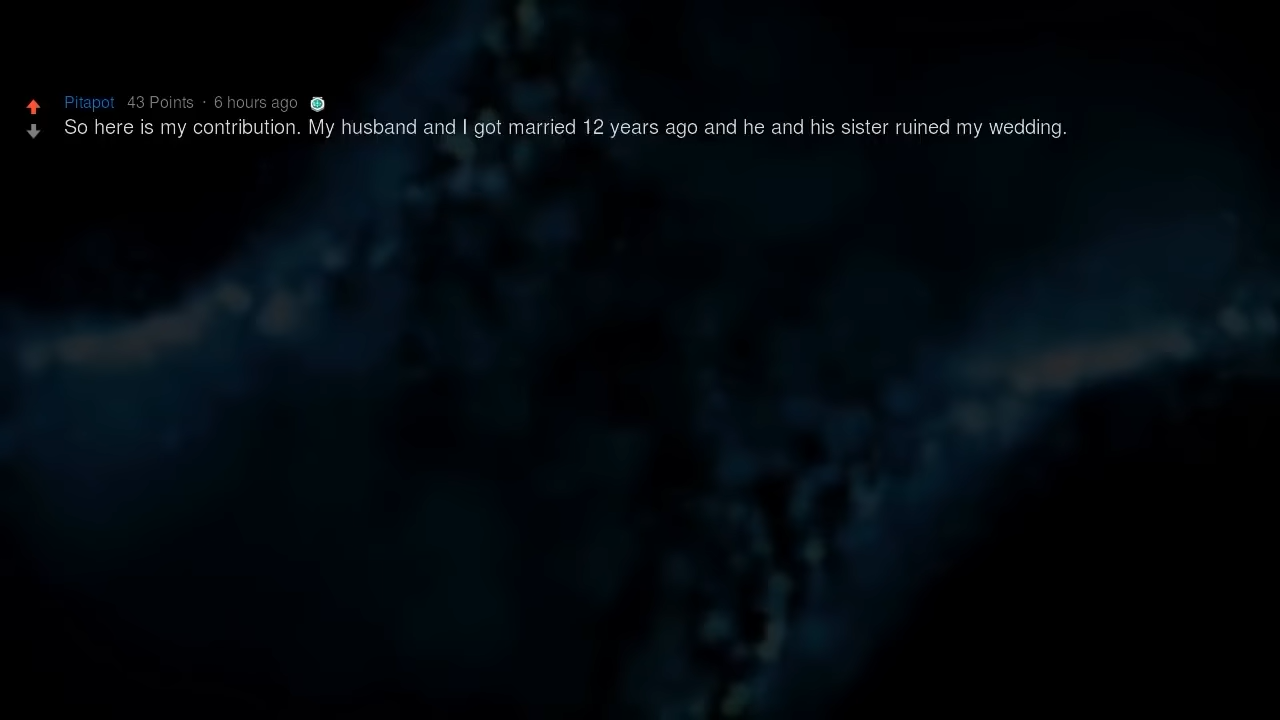 Pitapot 43 Points · 6 hours ago
So here is my contribution. My husband and I got married 12 years ago and he and his sister ruined my wedding.